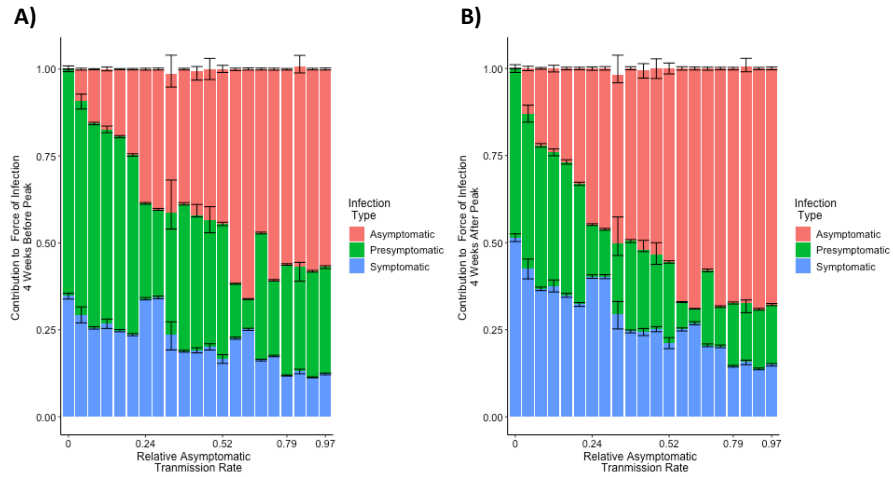 A)
Contribution to Force of Infection
4 Weeks Before Peak
1.00
0.75
0.50
0.25
0.00
0
0.24
0.52
0.79
0.97
Relative Asymptomatic
Tranmission Rate
Infection
Type
Asymptomatic
Presymptomatic
Symptomatic
B)
Contribution to Force of Infection
4 Weeks After Peak
1.00
0.75
0.50
0.25
0.00
0
0.24
0.52
0.79
0.97
Relative Asymptomatic
Tranmission Rate
Infection
Type
Asymptomatic
Presymptomatic
Symptomatic